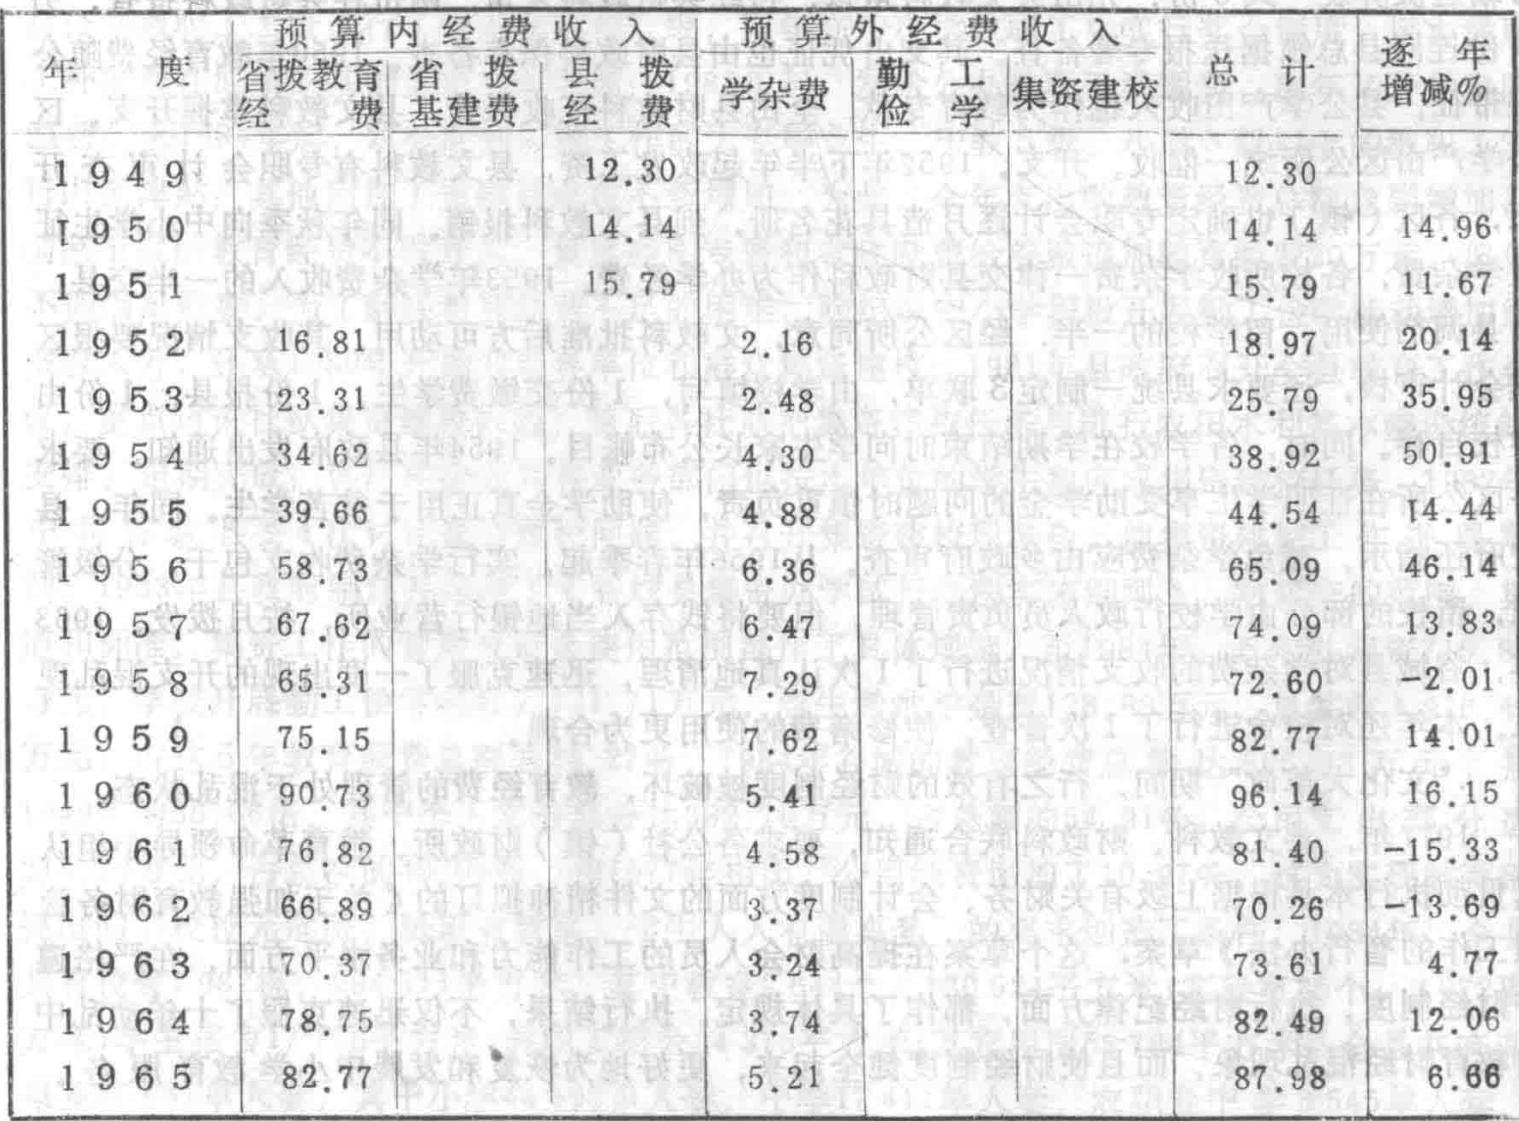 预算内经费收入 预算外经费收入
年度 省拨教育经费 省拨基建费 县拨经费 学杂费 勤工俭学 集资建校 总计 逐年增减%
1949 12.30 12.30
1950 14.14 14.14 14.96
1951 15.79 15.79 11.67
1952 16.81 2.16 18.97 20.14
1953 23.31 2.48 25.79 35.95
1954 34.62 4.30 38.92 50.91
1955 39.66 4.88 44.54 14.44
1956 58.73 6.36 65.09 46.14
1957 67.62 6.47 74.09 13.83
1958 65.31 7.29 72.60 -2.01
1959 75.15 7.62 82.77 14.01
1960 90.73 5.41 96.14 16.15
1961 76.82 4.58 81.40 -15.33
1962 66.89 3.37 70.26 -13.69
1963 70.37 3.24 73.61 4.77
1964 78.75 3.74 82.49 12.06
1965 82.77 5.21 87.98 6.66